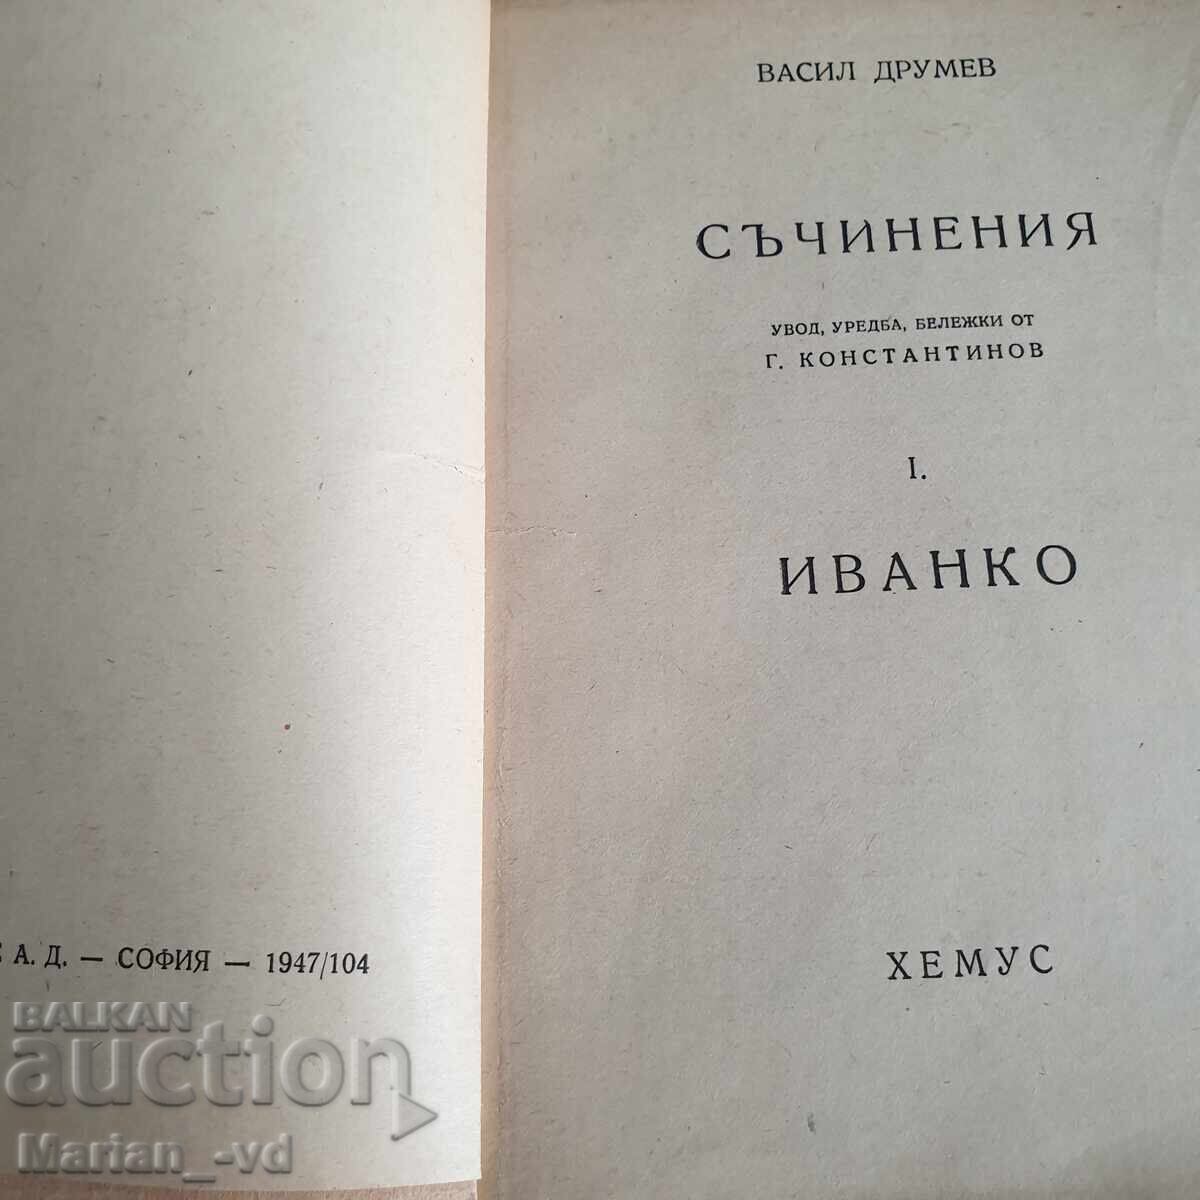 А. Д. — СОФИЯ — 1947/104
ВАСИЛ ДРУМЕВ
СЪЧИНЕНИЯ
УВОД, УРЕДБА, БЕЛЕЖКИ ОТ
Г. КОНСТАНТИНОВ
I.
ИВАНКО
ХЕМУС
BALKAN
auction
Marian_-vd